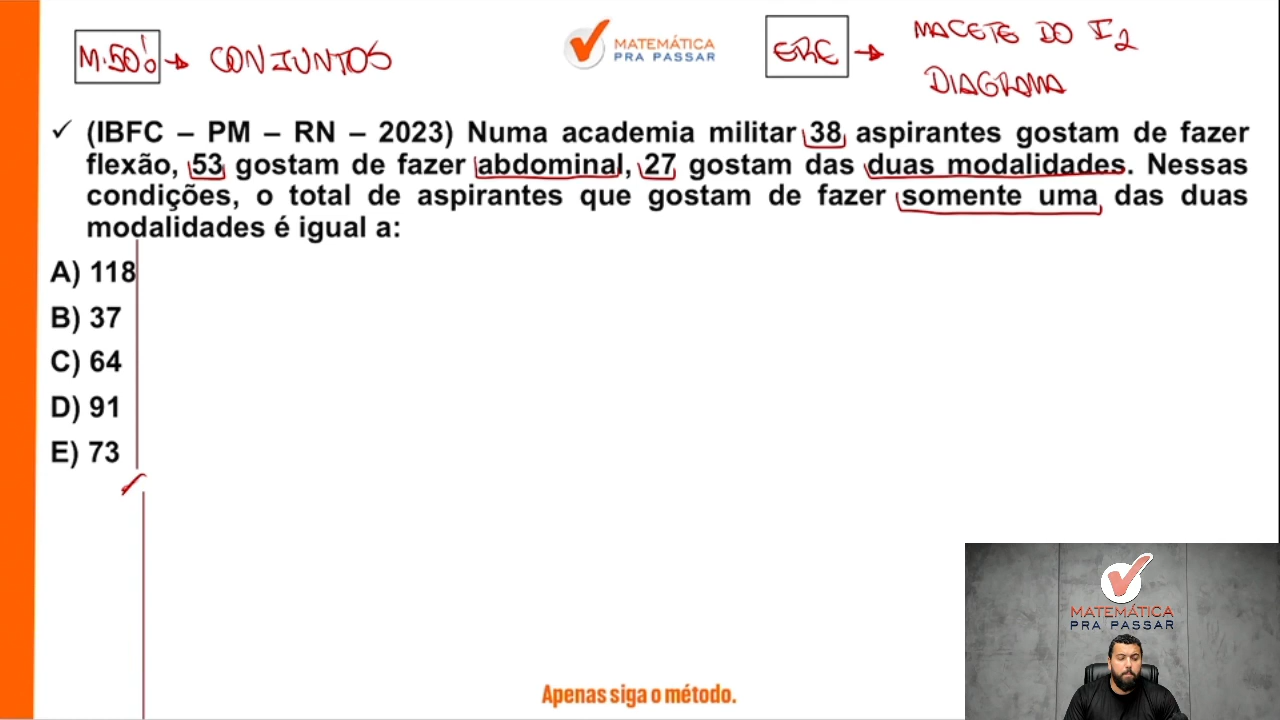 M.50! → CONJUNTOS
MATEMÁTICA
PRA PASSAR
→ MACETE DO I2
DIAGRAMA
✓ (IBFC – PM – RN – 2023) Numa academia militar 38 aspirantes gostam de fazer
flexão, 53 gostam de fazer abdominal, 27 gostam das duas modalidades. Nessas
condições, o total de aspirantes que gostam de fazer somente uma das duas
modalidades é igual a:
A) 118
B) 37
C) 64
D) 91
E) 73
MATEMÁTICA
PRA PASSAR
Apenas siga o método.